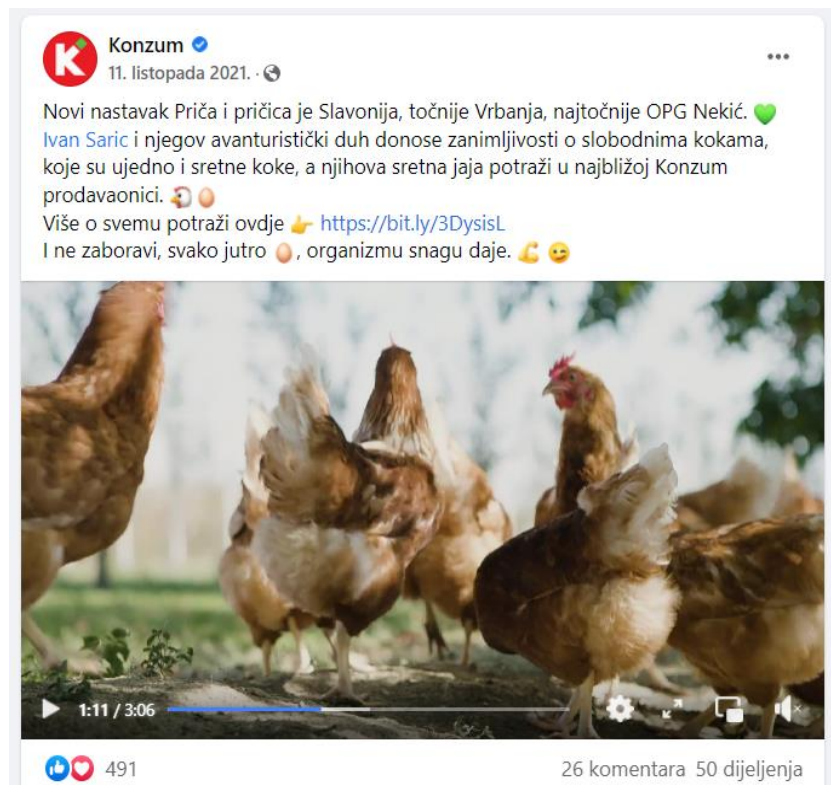 Konzum
11. listopada 2021. ·
Novi nastavak Priča i pričica je Slavonija, točnije Vrbanja, najtočnije OPG Nekić. 💚
Ivan Saric i njegov avanturistički duh donose zanimljivosti o slobodnima kokama,
koje su ujedno i sretne koke, a njihova sretna jaja potraži u najbližoj Konzum
prodavaonici. 🐔🥚
Više o svemu potraži ovdje 👉 https://bit.ly/3DysisL
I ne zaboravi, svako jutro 🥚, organizmu snagu daje. 💪 😉
1:11 / 3:06
491
26 komentara 50 dijeljenja